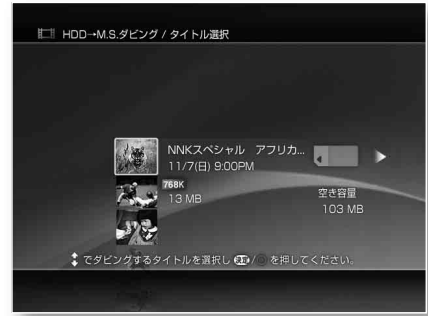 HDD→M.S.ダビング / タイトル選択
NNKスペシャル アフリカ...
11/7(日) 9:00PM
768K
13 MB
空き容量
103 MB
でダビングするタイトルを選択し 決定/○ を押してください。